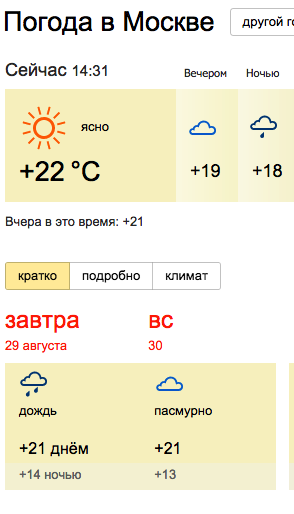 Погода в Москве
другой го
Сейчас 14:31
Вечером
Ночью
ясно
+22 °C
+19
+18
Вчера в это время: +21
кратко
подробно
климат
завтра
вс
29 августа
30
дождь
пасмурно
+21 днём
+21
+14 ночью
+13